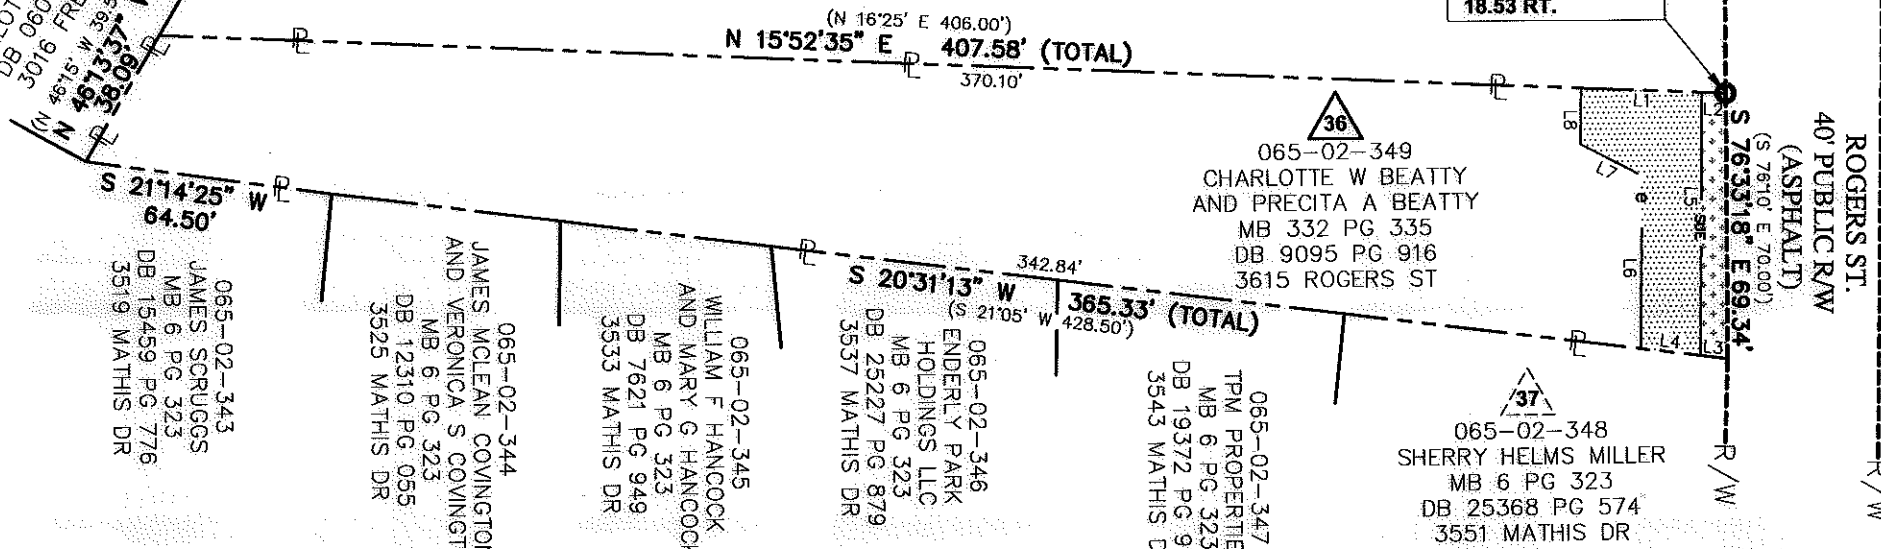 DB 060
3016 FRE
(N 46°15' W 39.5
N 46°13'37" W
38.09'
(N 16°25' E 406.00')
N 15°52'35" E 407.58' (TOTAL)
370.10'
18.53 RT.
ROGERS ST.
40' PUBLIC R/W
(ASPHALT)
(S 76°10' E 70.00')
S 76°33'18" E 69.34'
L1
L2
L8
L7
e
L5
SUE
L6
L4
L3
36
065-02-349
CHARLOTTE W BEATTY
AND PRECITA A BEATTY
MB 332 PG 335
DB 9095 PG 916
3615 ROGERS ST
S 21°14'25" W
64.50'
342.84'
S 20°31'13" W 365.33' (TOTAL)
(S 21°05' W 428.50')
065-02-343
JAMES SCRUGGS
MB 6 PG 323
DB 15459 PG 776
3519 MATHIS DR
065-02-344
JAMES MCLEAN COVINGTON
AND VERONICA S COVINGT
MB 6 PG 323
DB 12310 PG 055
3525 MATHIS DR
065-02-345
WILLIAM F HANCOCK
AND MARY G HANCOCK
MB 6 PG 323
DB 7621 PG 949
3533 MATHIS DR
065-02-346
ENDERLY PARK
HOLDINGS LLC
MB 6 PG 323
DB 25227 PG 879
3537 MATHIS DR
065-02-347
TPM PROPERTIE
MB 6 PG 323
DB 19372 PG 9
3543 MATHIS D
37
065-02-348
SHERRY HELMS MILLER
MB 6 PG 323
DB 25368 PG 574
3551 MATHIS DR
R/W
R/W